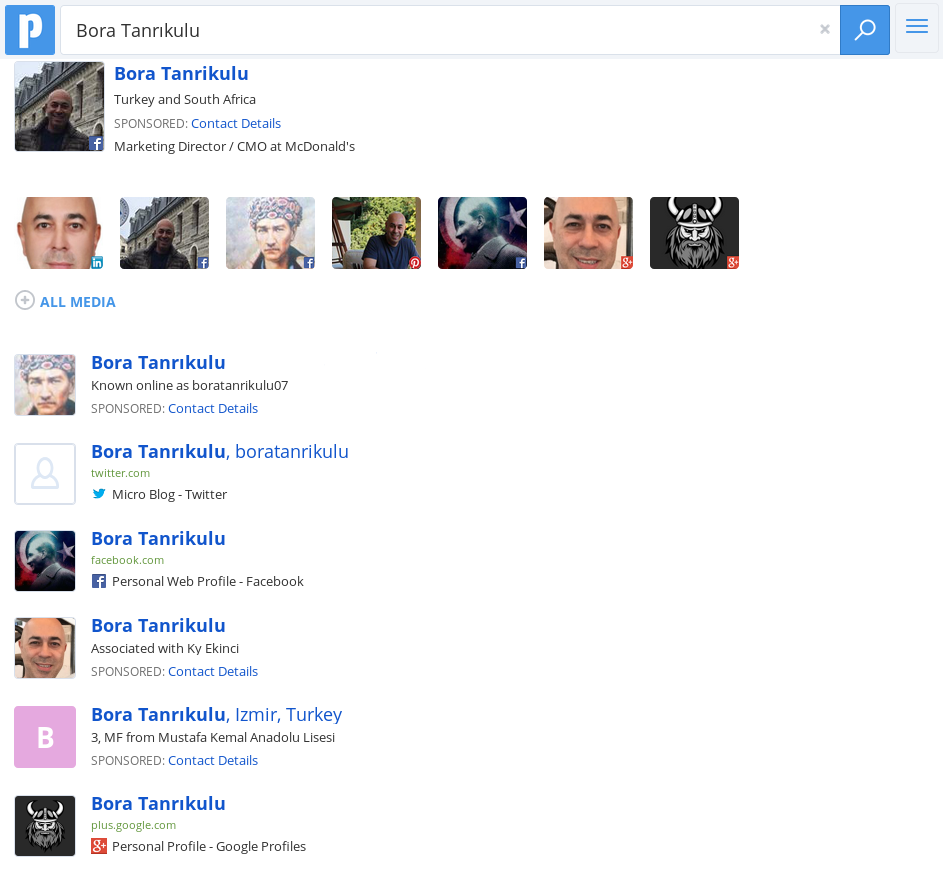 p
Bora Tanrıkulu
×
Bora Tanrikulu
Turkey and South Africa
SPONSORED: Contact Details
Marketing Director / CMO at McDonald's
ALL MEDIA
Bora Tanrıkulu
Known online as boratanrikulu07
SPONSORED: Contact Details
Bora Tanrıkulu, boratanrikulu
twitter.com
Micro Blog - Twitter
Bora Tanrikulu
facebook.com
Personal Web Profile - Facebook
Bora Tanrikulu
Associated with Ky Ekinci
SPONSORED: Contact Details
B
Bora Tanrıkulu, Izmir, Turkey
3, MF from Mustafa Kemal Anadolu Lisesi
SPONSORED: Contact Details
Bora Tanrıkulu
plus.google.com
Personal Profile - Google Profiles